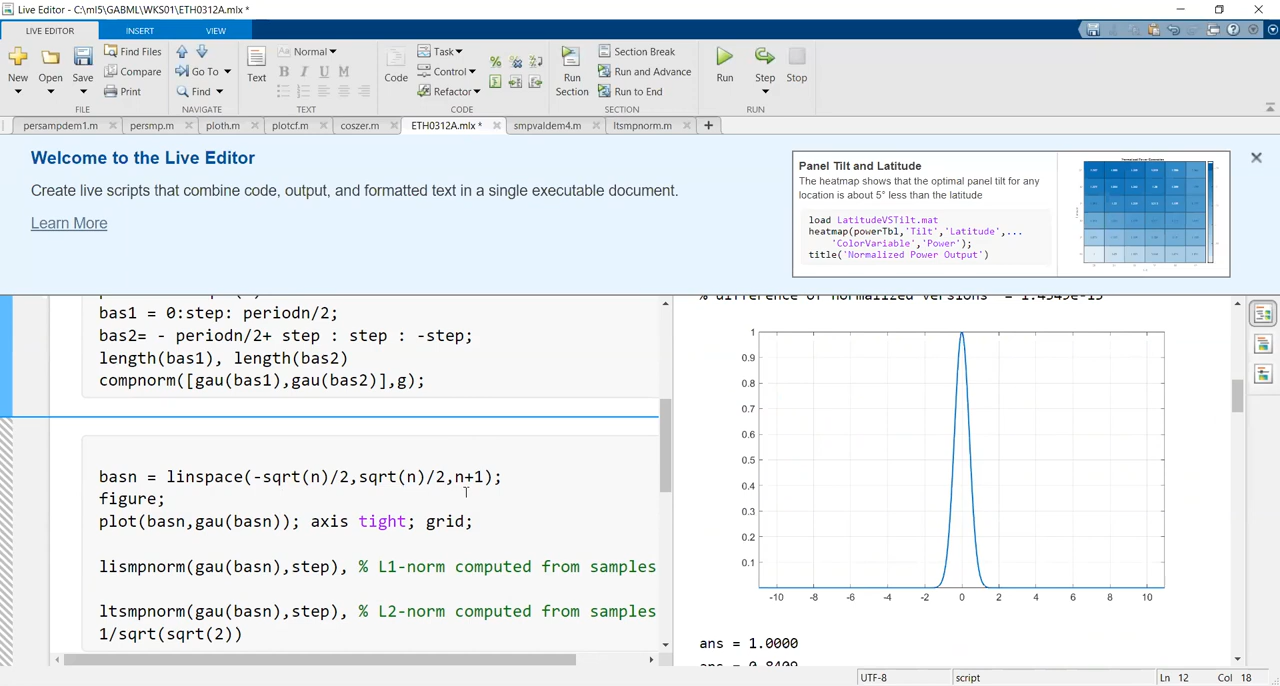 Live Editor - C:\ml5\GABML\WKS01\ETH0312A.mlx *
LIVE EDITOR INSERT VIEW
New Open Save Find Files Compare Print
FILE
Go To Find
NAVIGATE
Text Normal B I U M
TEXT
Code Task Control Refactor
CODE
Run Section Section Break Run and Advance Run to End
SECTION
Run Step Stop
RUN
persampdem1.m persmp.m ploth.m plotcf.m coszer.m ETH0312A.mlx * smpvaldem4.m ltsmpnorm.m
Welcome to the Live Editor
Create live scripts that combine code, output, and formatted text in a single executable document.
Learn More
Panel Tilt and Latitude
The heatmap shows that the optimal panel tilt for any
location is about 5° less than the latitude
load LatitudeVSTilt.mat
heatmap(powerTbl,'Tilt','Latitude',...
'ColorVariable','Power');
title('Normalized Power Output')
bas1 = 0:step: periodn/2;
bas2= - periodn/2+ step : step : -step;
length(bas1), length(bas2)
compnorm([gau(bas1),gau(bas2)],g);
basn = linspace(-sqrt(n)/2,sqrt(n)/2,n+1);
figure;
plot(basn,gau(basn)); axis tight; grid;
lismpnorm(gau(basn),step), % L1-norm computed from samples
ltsmpnorm(gau(basn),step), % L2-norm computed from samples
1/sqrt(sqrt(2))
% difference of normalized versions =
1
0.9
0.8
0.7
0.6
0.5
0.4
0.3
0.2
0.1
-10 -8 -6 -4 -2 0 2 4 6 8 10
ans = 1.0000
ans = 0.8409
UTF-8 script Ln 12 Col 18